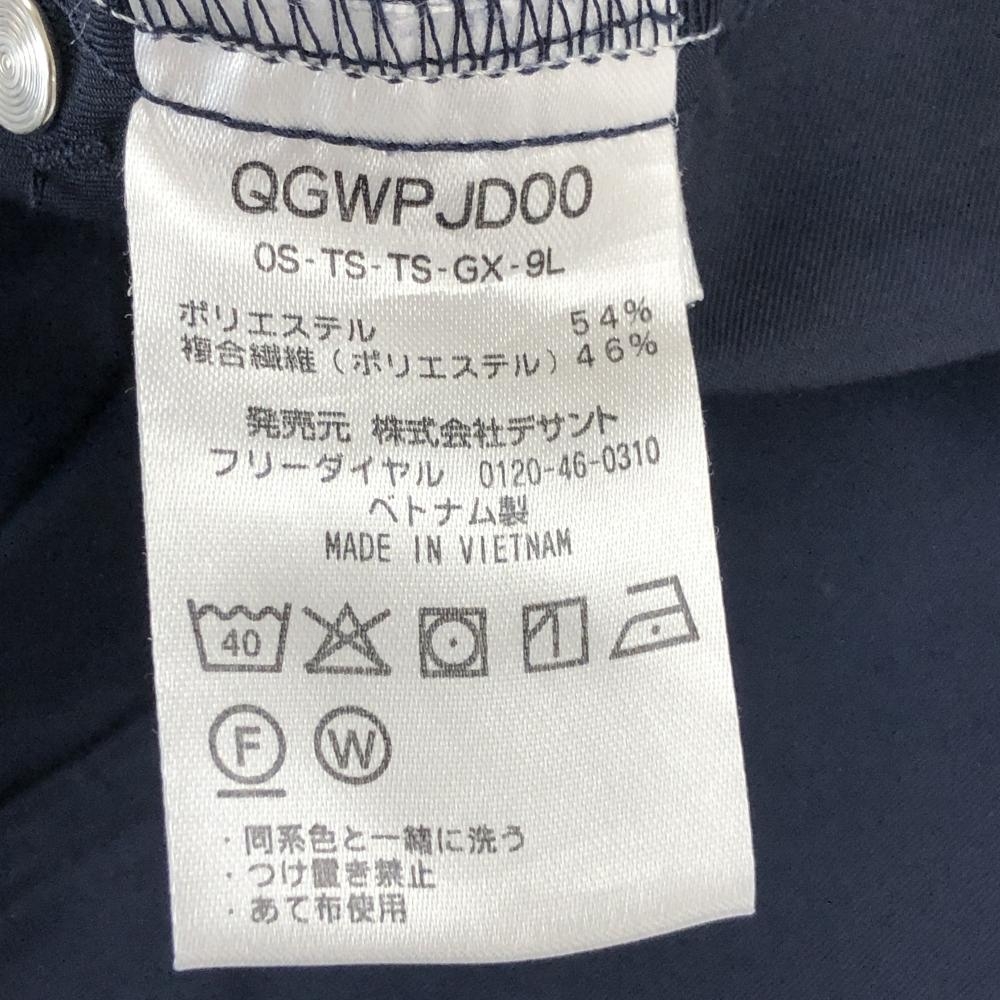 QGWPJD00
OS-TS-TS-GX-9L
ポリエステル 54%
複合繊維(ポリエステル)46%
発売元 株式会社デサント
フリーダイヤル 0120-46-0310
ベトナム製
MADE IN VIETNAM
40
F W
・同系色と一緒に洗う
・つけ置き禁止
・あて布使用